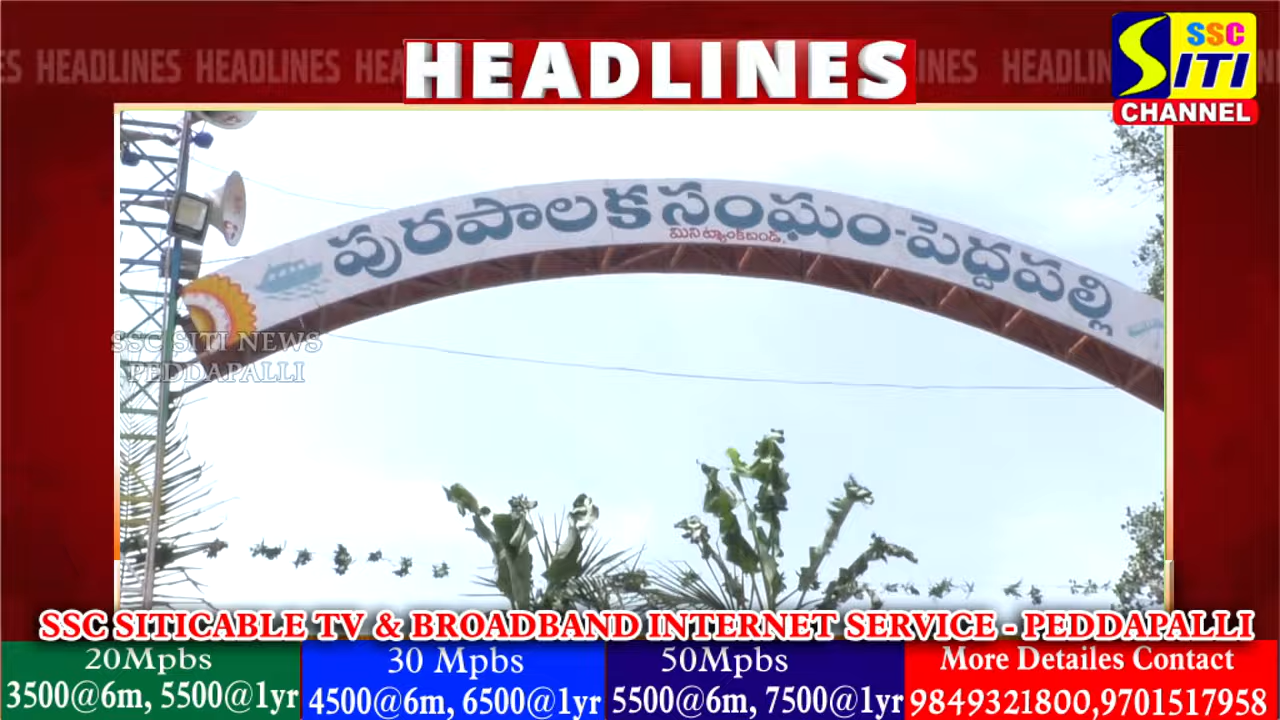 HEADLINES HEADLINES
HEADLINES
SSC
SITI
CHANNEL
పురపాలక సంఘం-పెద్దపల్లి
మినీ ట్యాంక్ బండ్.
SSC SITI NEWS
PEDDAPALLI
SSC SITICABLE TV & BROADBAND INTERNET SERVICE - PEDDAPALLI
20Mpbs
3500@6m, 5500@1yr
30 Mpbs
4500@6m, 6500@1yr
50Mpbs
5500@6m, 7500@1yr
More Detailes Contact
9849321800,9701517958